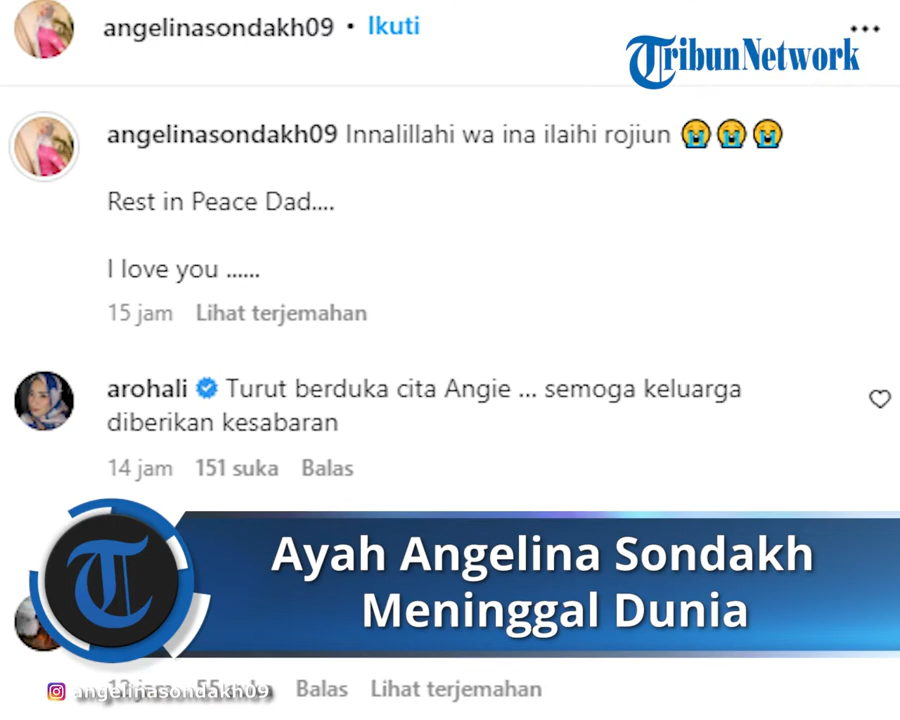 angelinasondakh09 • Ikuti
TribunNetwork
angelinasondakh09 Innalillahi wa ina ilaihi rojiun 😭😭😭
Rest in Peace Dad....
I love you ......
15 jam Lihat terjemahan
arohali Turut berduka cita Angie ... semoga keluarga
diberikan kesabaran
14 jam 151 suka Balas
Ayah Angelina Sondakh
Meninggal Dunia
angelinasondakh09
Balas Lihat terjemahan